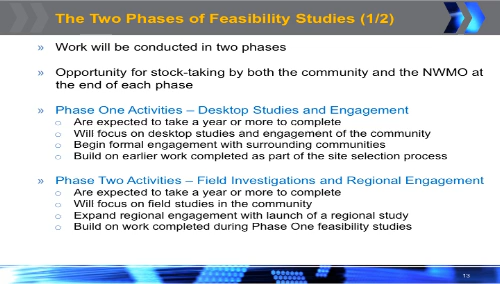 The Two Phases of Feasibility Studies (1/2)
» Work will be conducted in two phases
» Opportunity for stock-taking by both the community and the NWMO at
the end of each phase
» Phase One Activities – Desktop Studies and Engagement
o Are expected to take a year or more to complete
o Will focus on desktop studies and engagement of the community
o Begin formal engagement with surrounding communities
o Build on earlier work completed as part of the site selection process
» Phase Two Activities – Field Investigations and Regional Engagement
o Are expected to take a year or more to complete
o Will focus on field studies in the community
o Expand regional engagement with launch of a regional study
o Build on work completed during Phase One feasibility studies
13